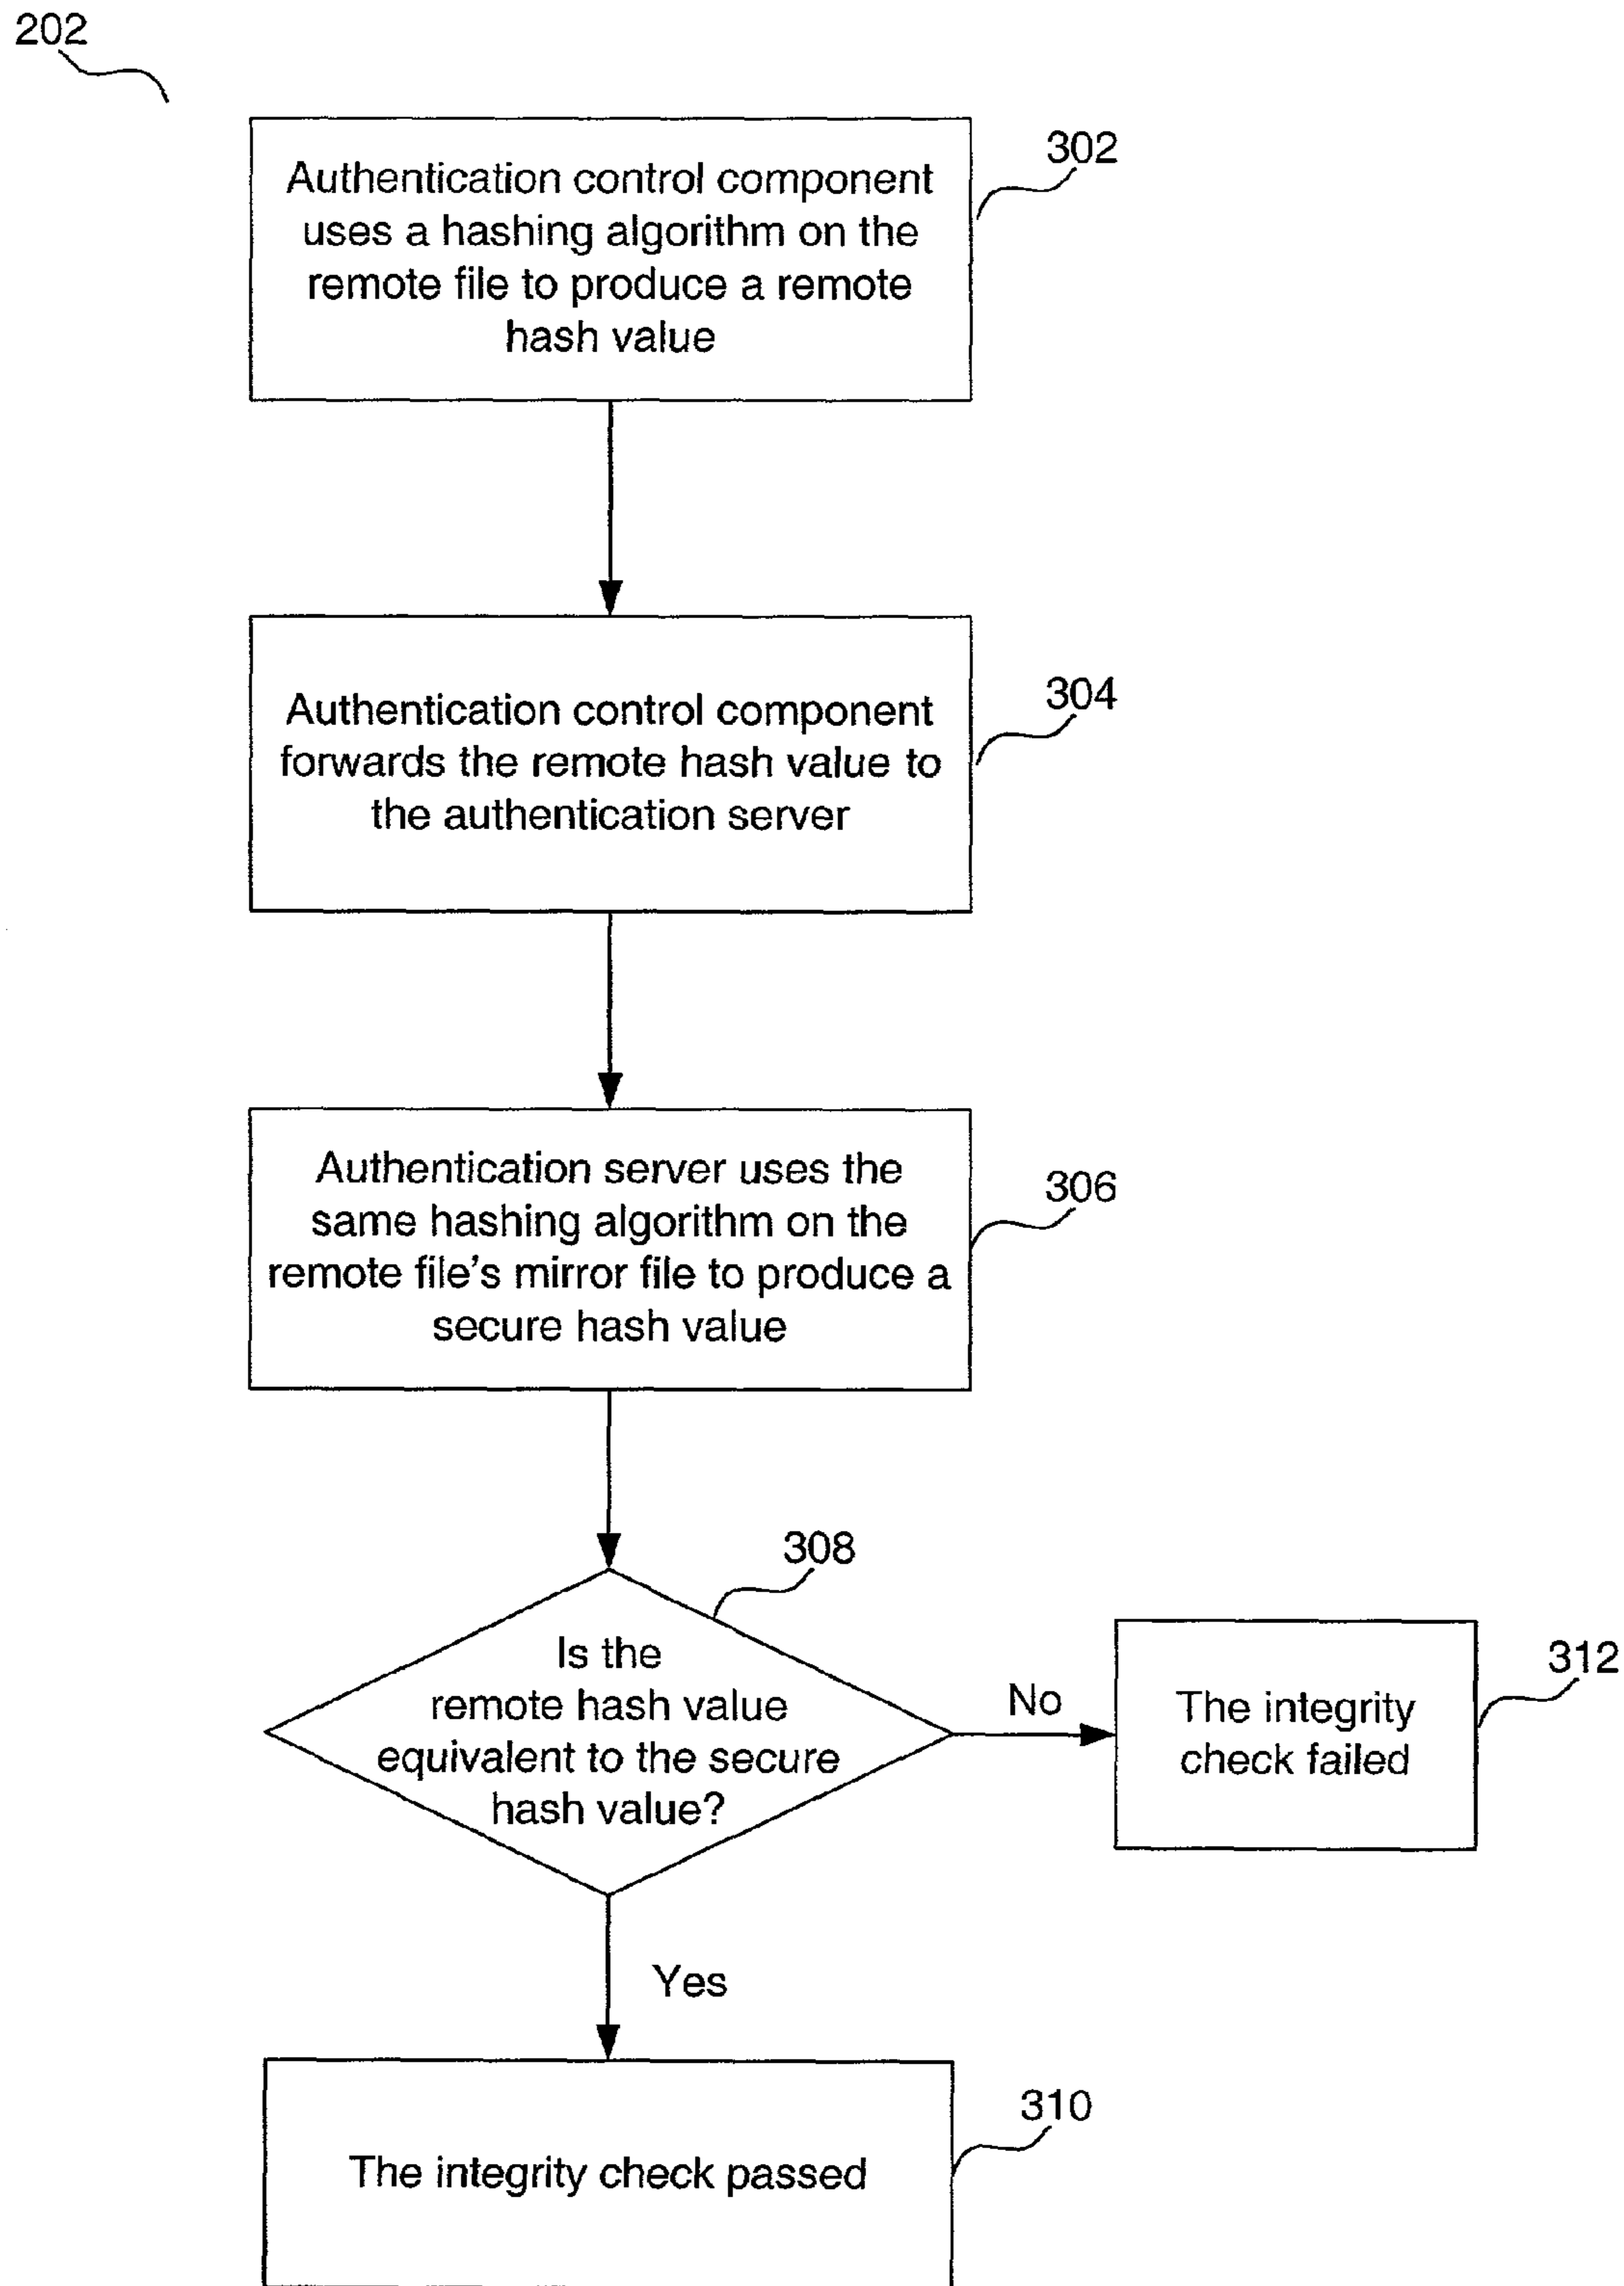 202
302
Authentication control component
uses a hashing algorithm on the
remote file to produce a remote
hash value
304
Authentication control component
forwards the remote hash value to
the authentication server
306
Authentication server uses the
same hashing algorithm on the
remote file's mirror file to produce a
secure hash value
308
Is the
remote hash value
equivalent to the secure
hash value?
No
312
The integrity
check failed
Yes
310
The integrity check passed